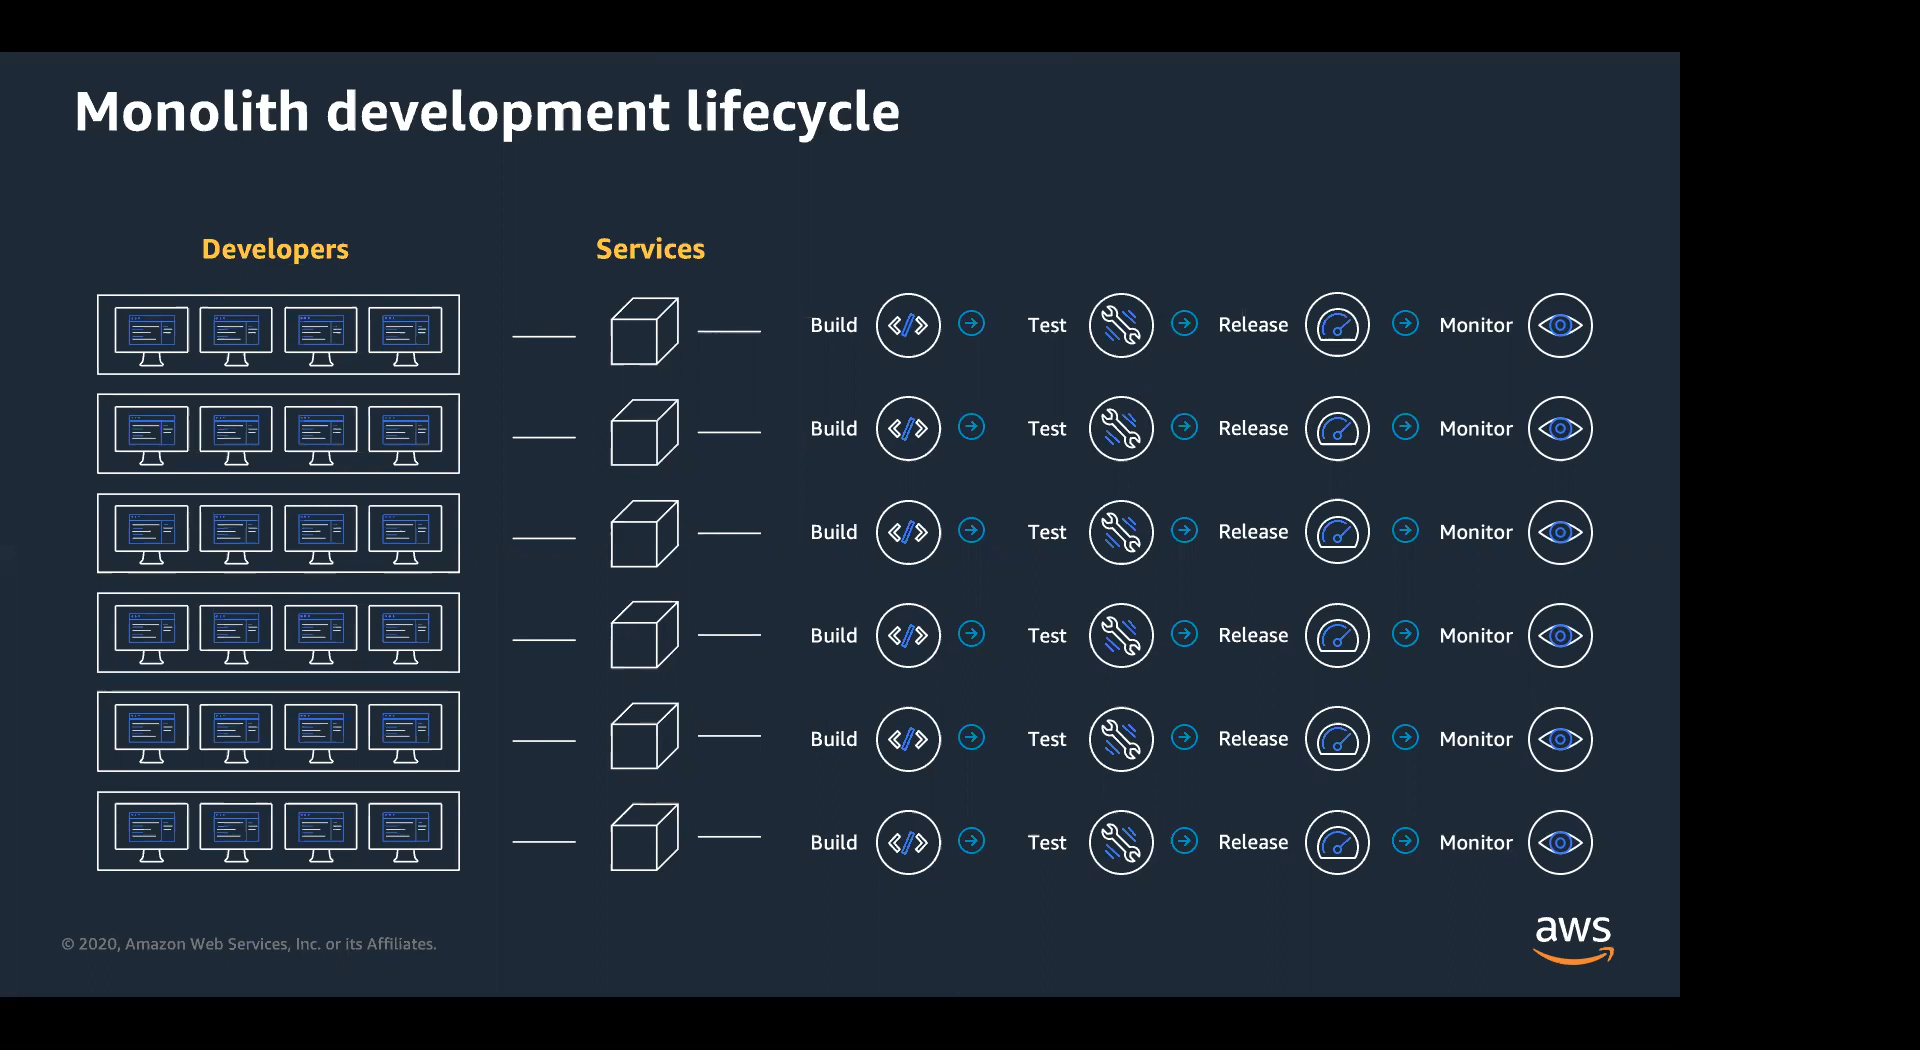 Monolith development lifecycle
Developers
Services
Build Test Release Monitor
Build Test Release Monitor
Build Test Release Monitor
Build Test Release Monitor
Build Test Release Monitor
Build Test Release Monitor
© 2020, Amazon Web Services, Inc. or its Affiliates.
aws